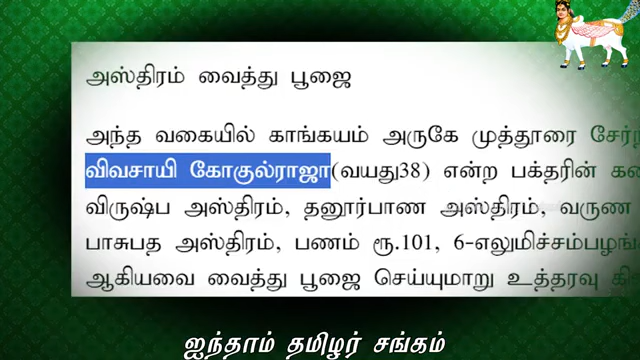 அஸ்திரம் வைத்து பூஜை
அந்த வகையில் காங்கயம் அருகே முத்தூரை
விவசாயி கோகுல்ராஜா(வயது38) என்ற பக்தரின்
விருஷ்ப அஸ்திரம், தனூர்பாண அஸ்திரம், வருண
பாசுபத அஸ்திரம், பணம் ரூ.101, 6-எலுமிச்சம்பழங்
ஆகியவை வைத்து பூஜை செய்யுமாறு உத்தரவு
ஐந்தாம் தமிழர் சங்கம்